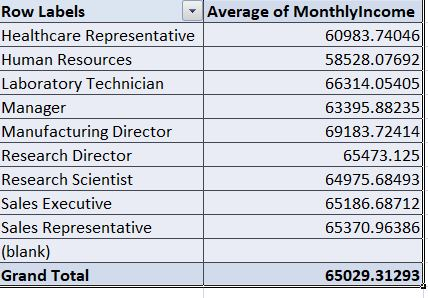 Row Labels Average of MonthlyIncome
Healthcare Representative 60983.74046
Human Resources 58528.07692
Laboratory Technician 66314.05405
Manager 63395.88235
Manufacturing Director 69183.72414
Research Director 65473.125
Research Scientist 64975.68493
Sales Executive 65186.68712
Sales Representative 65370.96386
(blank)
Grand Total 65029.31293